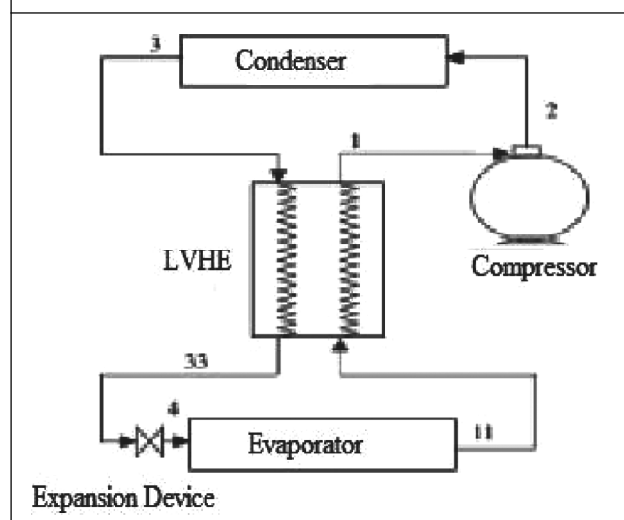 3
Condenser
2
1
LVHE
Compressor
33
4
Evaporator
11
Expansion Device